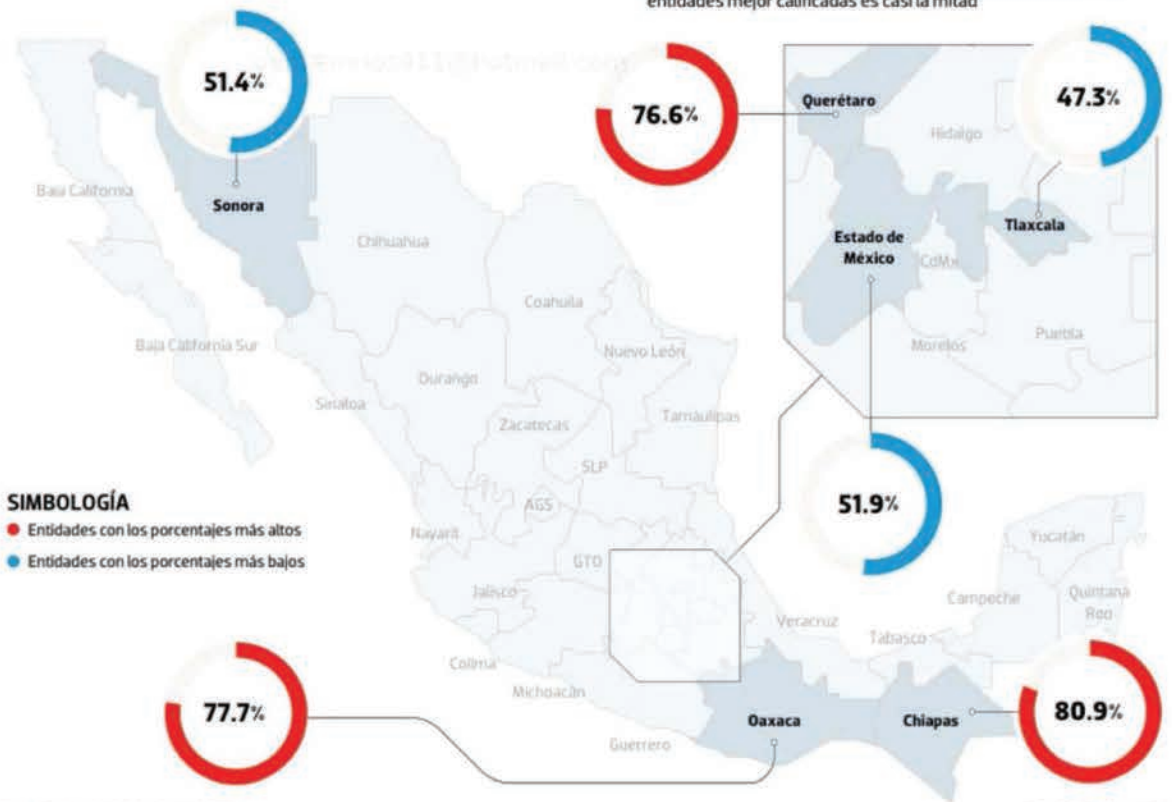 entidades mejor calificadas es casi la mitad
51.4%
76.6%
47.3%
Querétaro
Hidalgo
Baja California
Sonora
Tlaxcala
Estado de
México
CdMx
Chihuahua
Coahuila
Baja California Sur
Nuevo León
Morelos
Puebla
Durango
Sinaloa
Tamaulipas
Zacatecas
SLP
SIMBOLOGÍA
Entidades con los porcentajes más altos
Entidades con los porcentajes más bajos
AGS
51.9%
Nayarit
Yucatán
GTO
Jalisco
Campeche
Quintana
Roo
Veracruz
Tabasco
Colima
Michoacán
77.7%
Oaxaca
Chiapas
80.9%
Guerrero